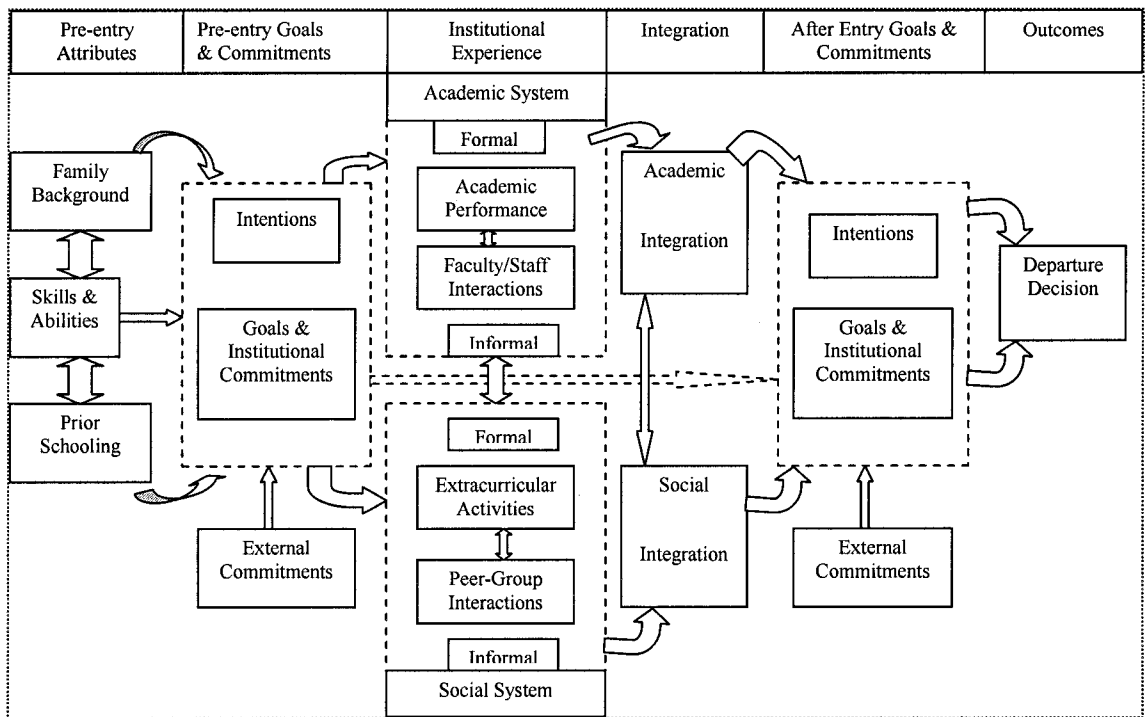 Pre-entry
Attributes
Pre-entry Goals
& Commitments
Institutional
Experience
Integration
After Entry Goals &
Commitments
Outcomes
Academic System
Formal
Family
Background
Academic
Performance
Academic
Integration
Intentions
Intentions
Faculty/Staff
Interactions
Departure
Decision
Skills &
Abilities
Goals &
Institutional
Commitments
Informal
Goals &
Institutional
Commitments
Prior
Schooling
Formal
Extracurricular
Activities
Social
Integration
External
Commitments
External
Commitments
Peer-Group
Interactions
Informal
Social System